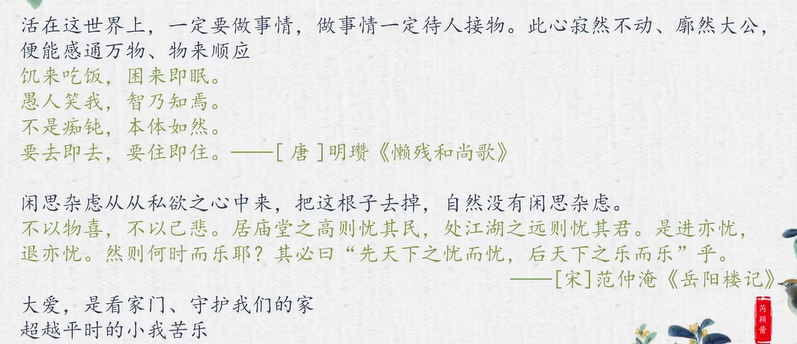 活在这世界上，一定要做事情，做事情一定待人接物。此心寂然不动、廓然大公，
便能感通万物、物来顺应
饥来吃饭，困来即眠。
愚人笑我，智乃知焉。
不是痴钝，本体如然。
要去即去，要住即住。——[ 唐 ]明瓒《懒残和尚歌》
闲思杂虑从从私欲之心中来，把这根子去掉，自然没有闲思杂虑。
不以物喜，不以己悲。居庙堂之高则忧其民，处江湖之远则忧其君。是进亦忧，
退亦忧。然则何时而乐耶？其必曰“先天下之忧而忧，后天下之乐而乐”乎。
——[宋]范仲淹《岳阳楼记》
大爱，是看家门、守护我们的家
超越平时的小我苦乐
芮颖酱